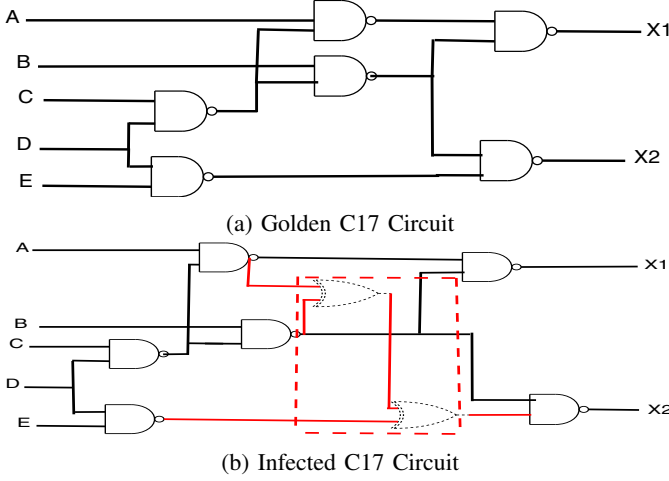 A
X1
B
C
D
X2
E
(a) Golden C17 Circuit
A
X1
B
C
D
X2
E
(b) Infected C17 Circuit